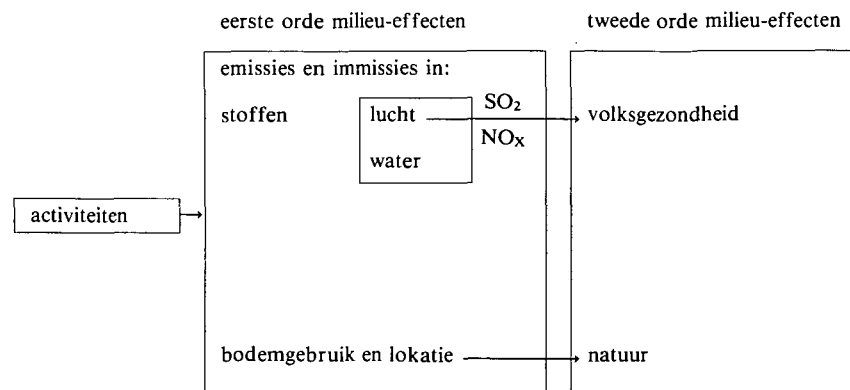 eerste orde milieu-effecten
tweede orde milieu-effecten
emissies en immissies in:
stoffen
lucht
SO₂
NOx
volksgezondheid
water
activiteiten
bodemgebruik en lokatie
natuur